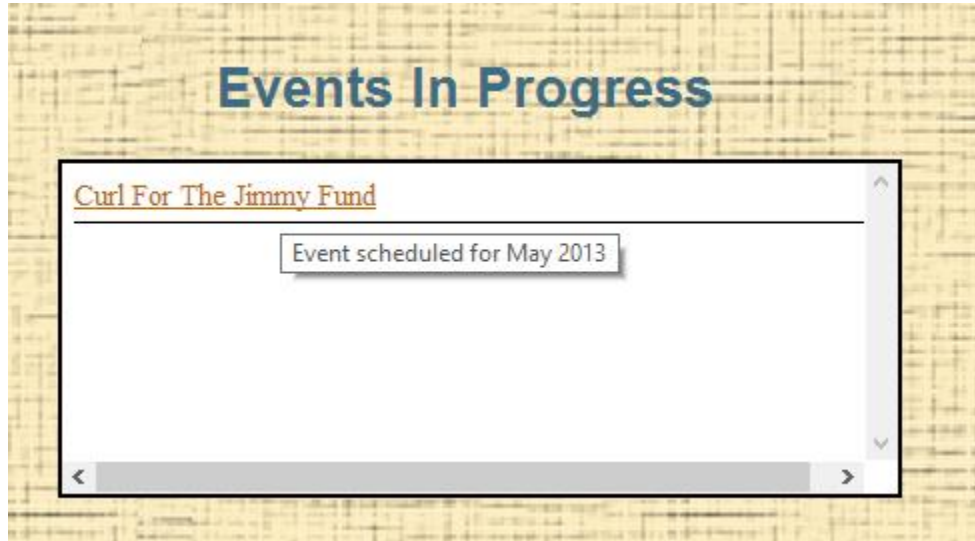 Events In Progress
Curl For The Jimmy Fund
Event scheduled for May 2013